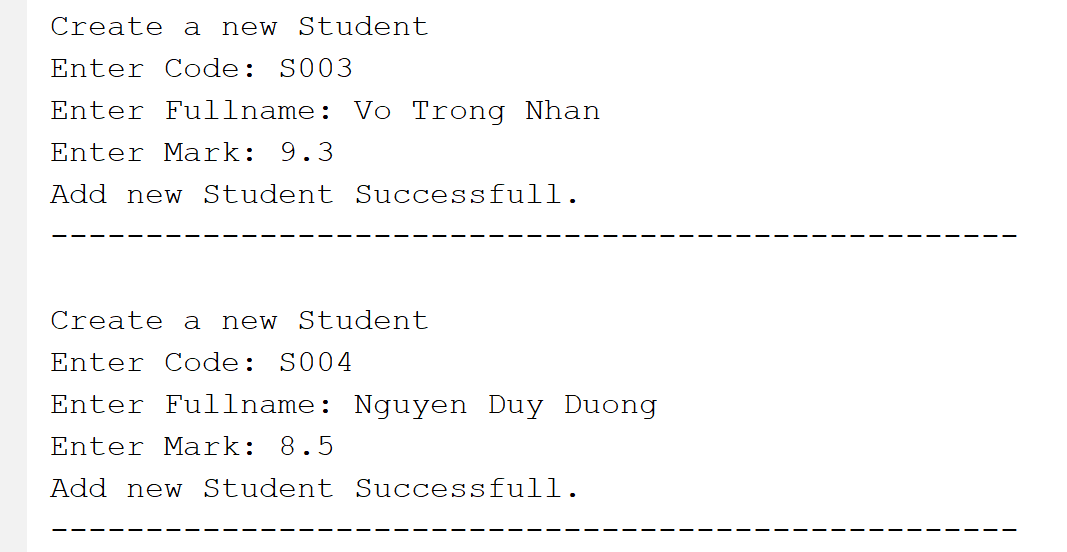 Create a new Student
Enter Code: S003
Enter Fullname: Vo Trong Nhan
Enter Mark: 9.3
Add new Student Successfull.
---------------------------------------------------
Create a new Student
Enter Code: S004
Enter Fullname: Nguyen Duy Duong
Enter Mark: 8.5
Add new Student Successfull.
---------------------------------------------------